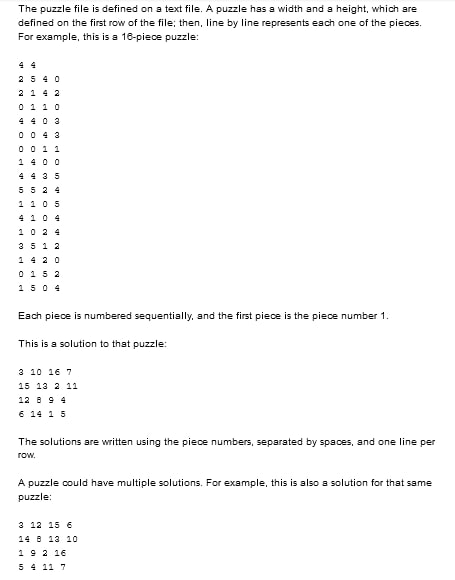 The puzzle file is defined on a text file. A puzzle has a width and a height, which are
defined on the first row of the file; then, line by line represents each one of the pieces.
For example, this is a 16-piece puzzle:
4 4
2 5 4 0
2 1 4 2
0 1 1 0
4 4 0 3
0 0 4 3
0 0 1 1
1 4 0 0
4 4 3 5
5 5 2 4
1 1 0 5
4 1 0 4
1 0 2 4
3 5 1 2
1 4 2 0
0 1 5 2
1 5 0 4
Each piece is numbered sequentially, and the first piece is the piece number 1.
This is a solution to that puzzle:
3 10 16 7
15 13 2 11
12 8 9 4
6 14 1 5
The solutions are written using the piece numbers, separated by spaces, and one line per
row.
A puzzle could have multiple solutions. For example, this is also a solution for that same
puzzle:
3 12 15 6
14 8 13 10
1 9 2 16
5 4 11 7